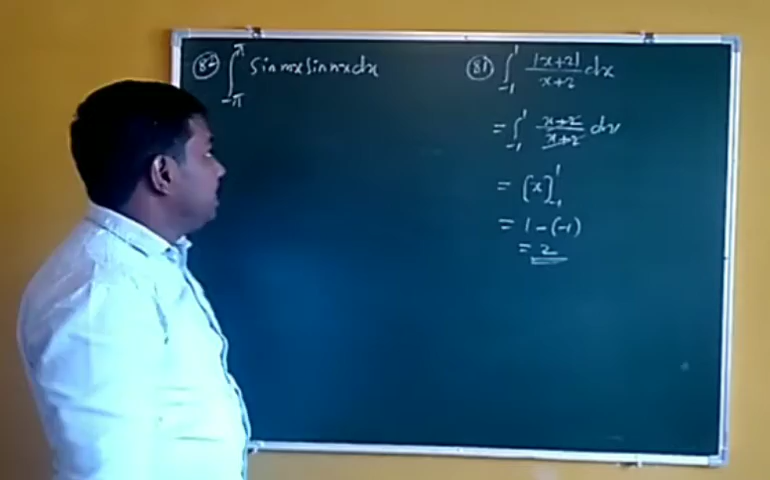 82 ∫_{-π}^{π} sin mx sin nx dx
81 ∫_{-1}^{1} |x+2|/x+2 dx
= ∫_{-1}^{1} x+2/x+2 dx
= [x]_{-1}^{1}
= 1-(-1)
= 2